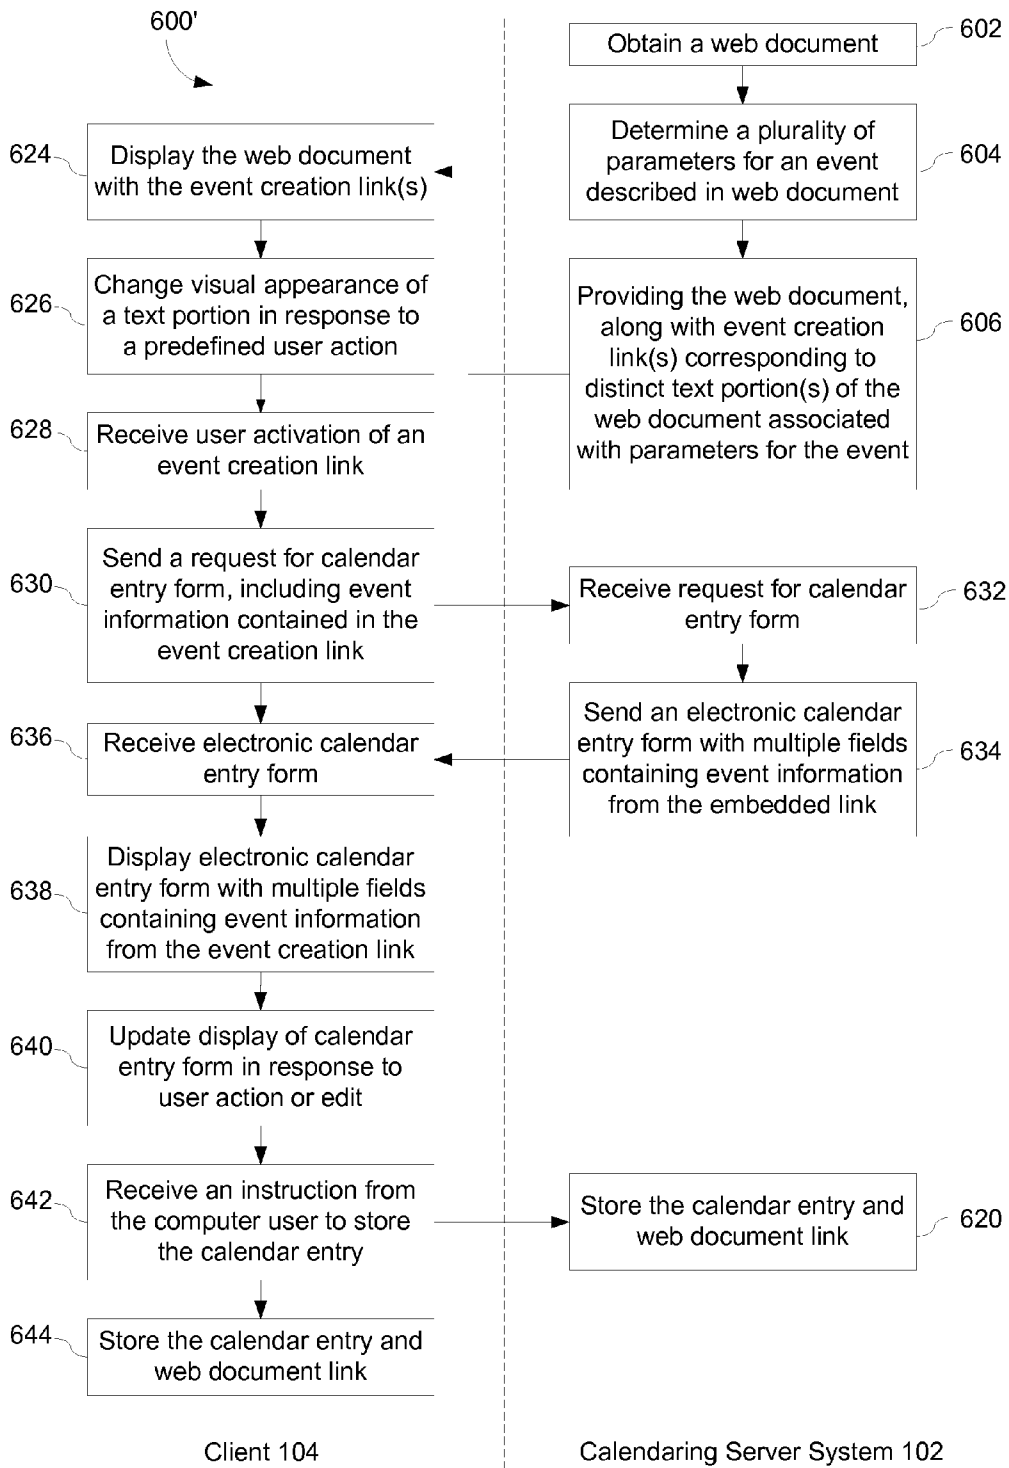 600'
Obtain a web document
602
624
Display the web document
with the event creation link(s)
Determine a plurality of
parameters for an event
described in web document
604
626
Change visual appearance of
a text portion in response to
a predefined user action
Providing the web document,
along with event creation
link(s) corresponding to
distinct text portion(s) of the
web document associated
with parameters for the event
606
628
Receive user activation of an
event creation link
630
Send a request for calendar
entry form, including event
information contained in the
event creation link
Receive request for calendar
entry form
632
Send an electronic calendar
entry form with multiple fields
containing event information
from the embedded link
634
636
Receive electronic calendar
entry form
638
Display electronic calendar
entry form with multiple fields
containing event information
from the event creation link
640
Update display of calendar
entry form in response to
user action or edit
642
Receive an instruction from
the computer user to store
the calendar entry
Store the calendar entry and
web document link
620
644
Store the calendar entry and
web document link
Client 104
Calendaring Server System 102